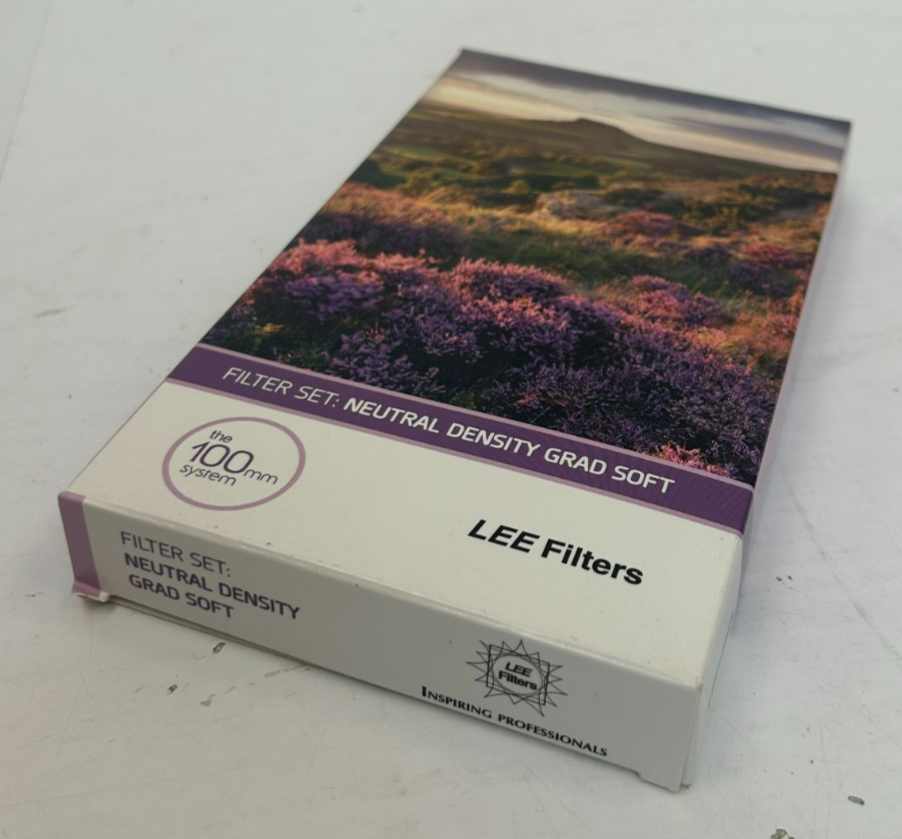 FILTER SET: NEUTRAL DENSITY GRAD SOFT
the
100mm
system
LEE Filters
FILTER SET:
NEUTRAL DENSITY
GRAD SOFT
LEE
Filters
INSPIRING PROFESSIONALS